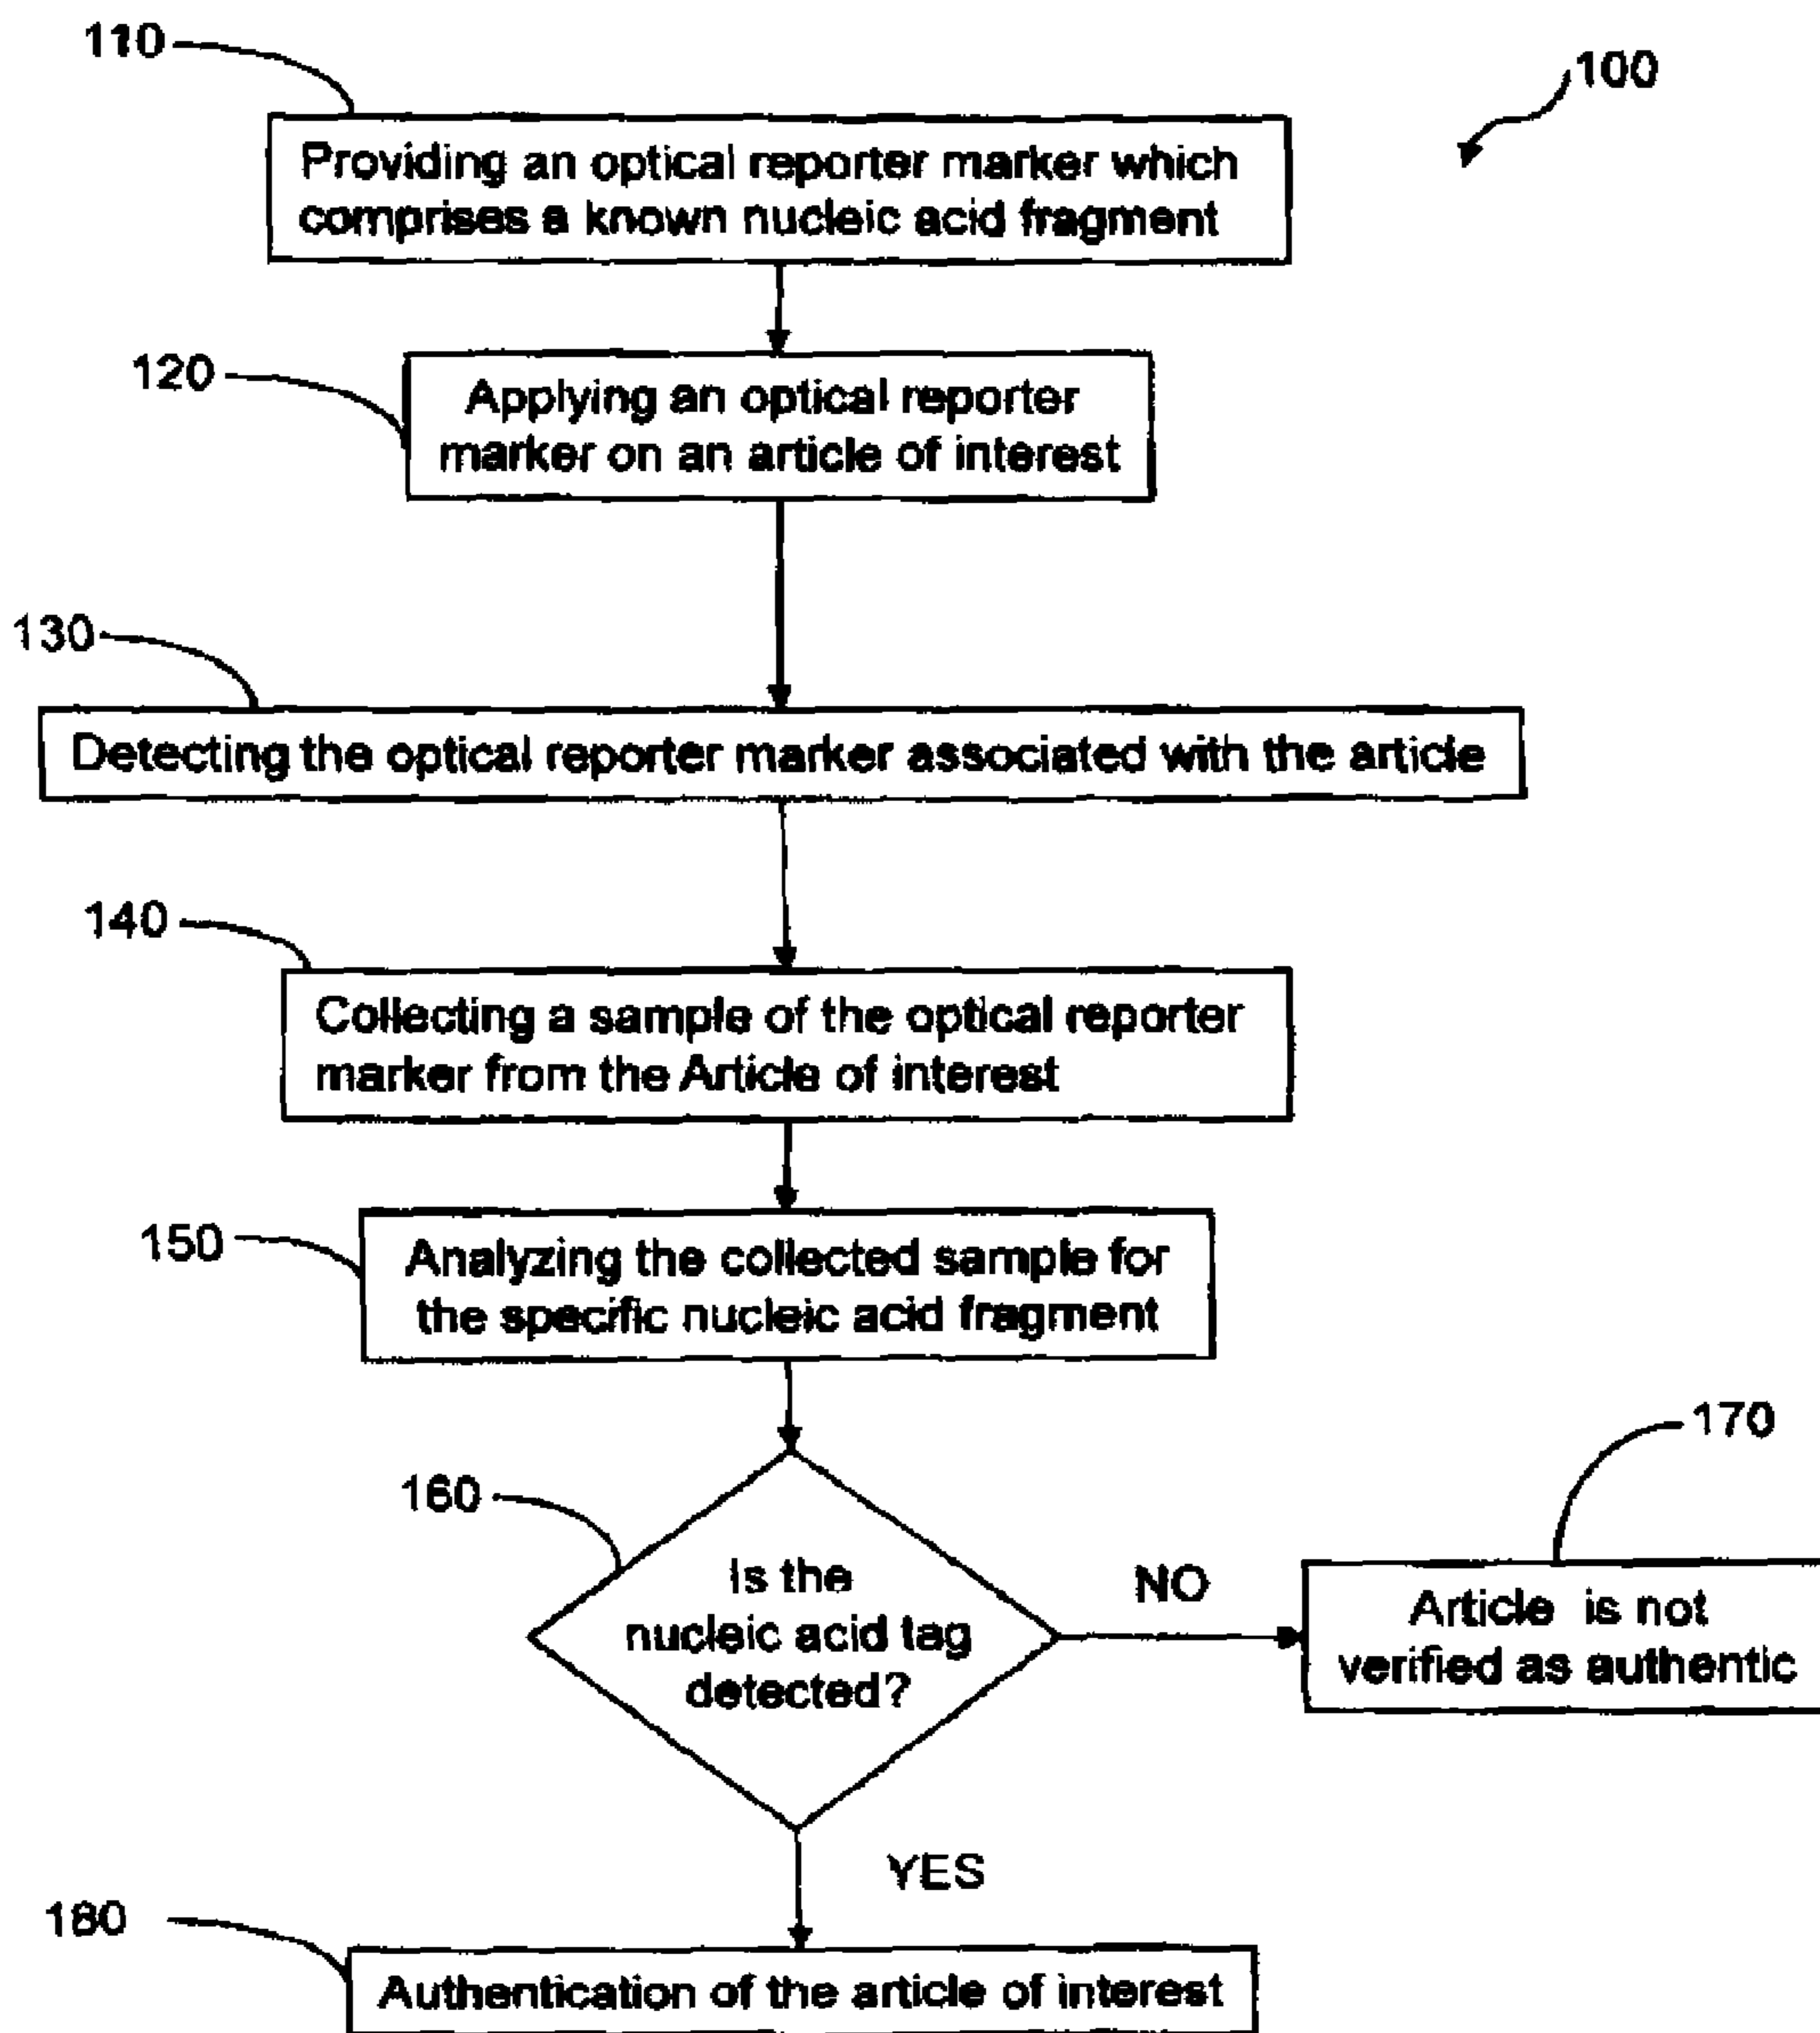 110
100
Providing an optical reporter marker which
comprises a known nucleic acid fragment
120
Applying an optical reporter
marker on an article of interest
130
Detecting the optical reporter marker associated with the article
140
Collecting a sample of the optical reporter
marker from the Article of interest
150
Analyzing the collected sample for
the specific nucleic acid fragment
160
Is the
nucleic acid tag
detected?
NO
170
Article is not
verified as authentic
YES
180
Authentication of the article of interest